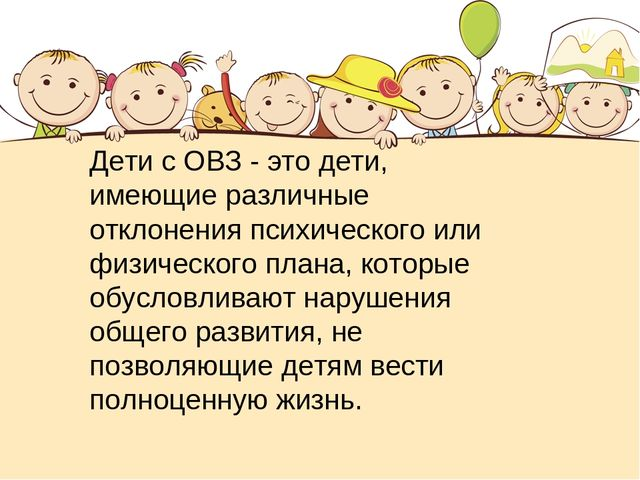 Дети с ОВЗ - это дети,
имеющие различные
отклонения психического или
физического плана, которые
обусловливают нарушения
общего развития, не
позволяющие детям вести
полноценную жизнь.